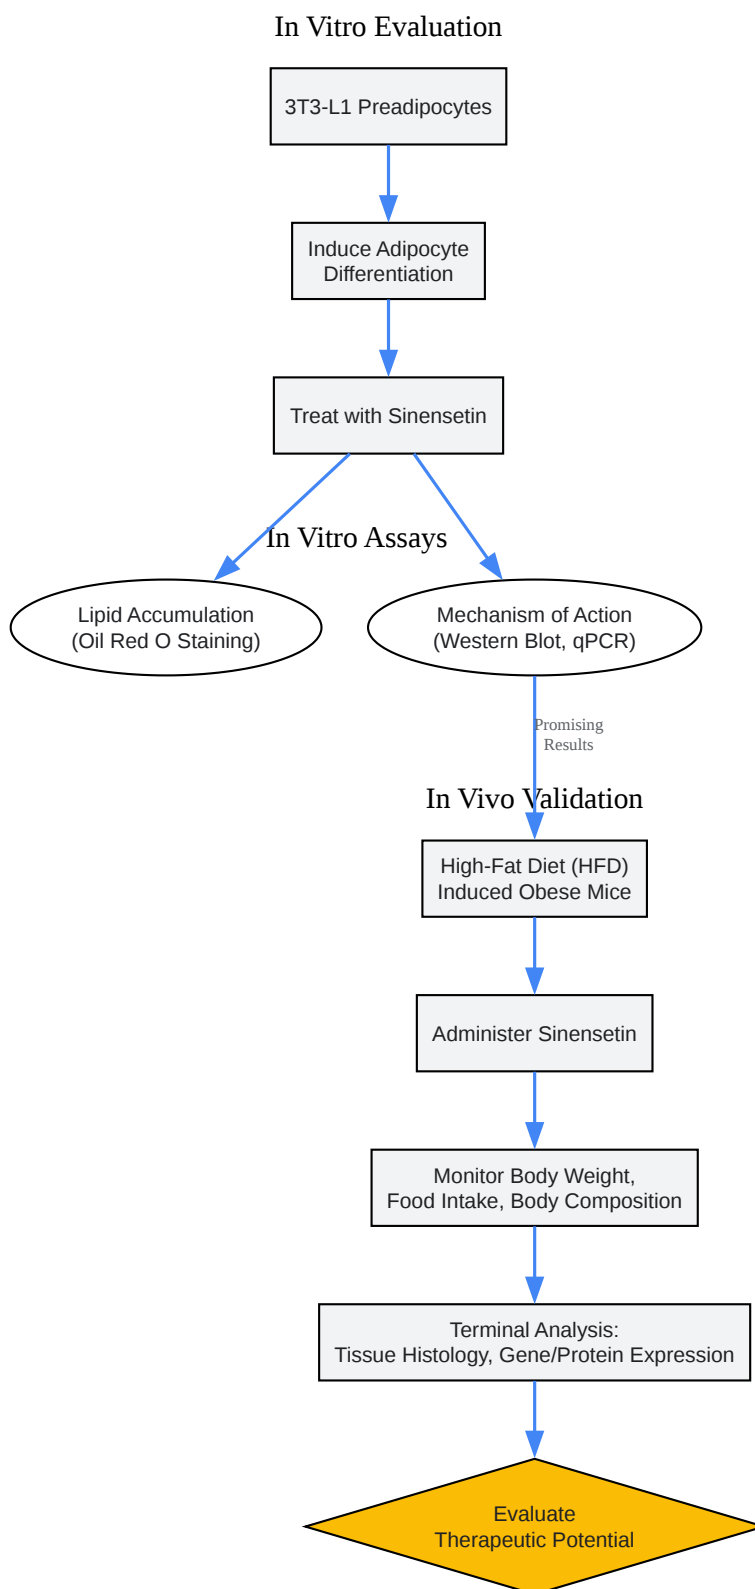 In Vitro Evaluation
3T3-L1 Preadipocytes
Induce Adipocyte
Differentiation
Treat with Sinensetin
In Vitro Assays
Lipid Accumulation
(Oil Red O Staining)
Mechanism of Action
(Western Blot, qPCR)
Promising
Results
In Vivo Validation
High-Fat Diet (HFD)
Induced Obese Mice
Administer Sinensetin
Monitor Body Weight,
Food Intake, Body Composition
Terminal Analysis:
Tissue Histology, Gene/Protein Expression
Evaluate
Therapeutic Potential